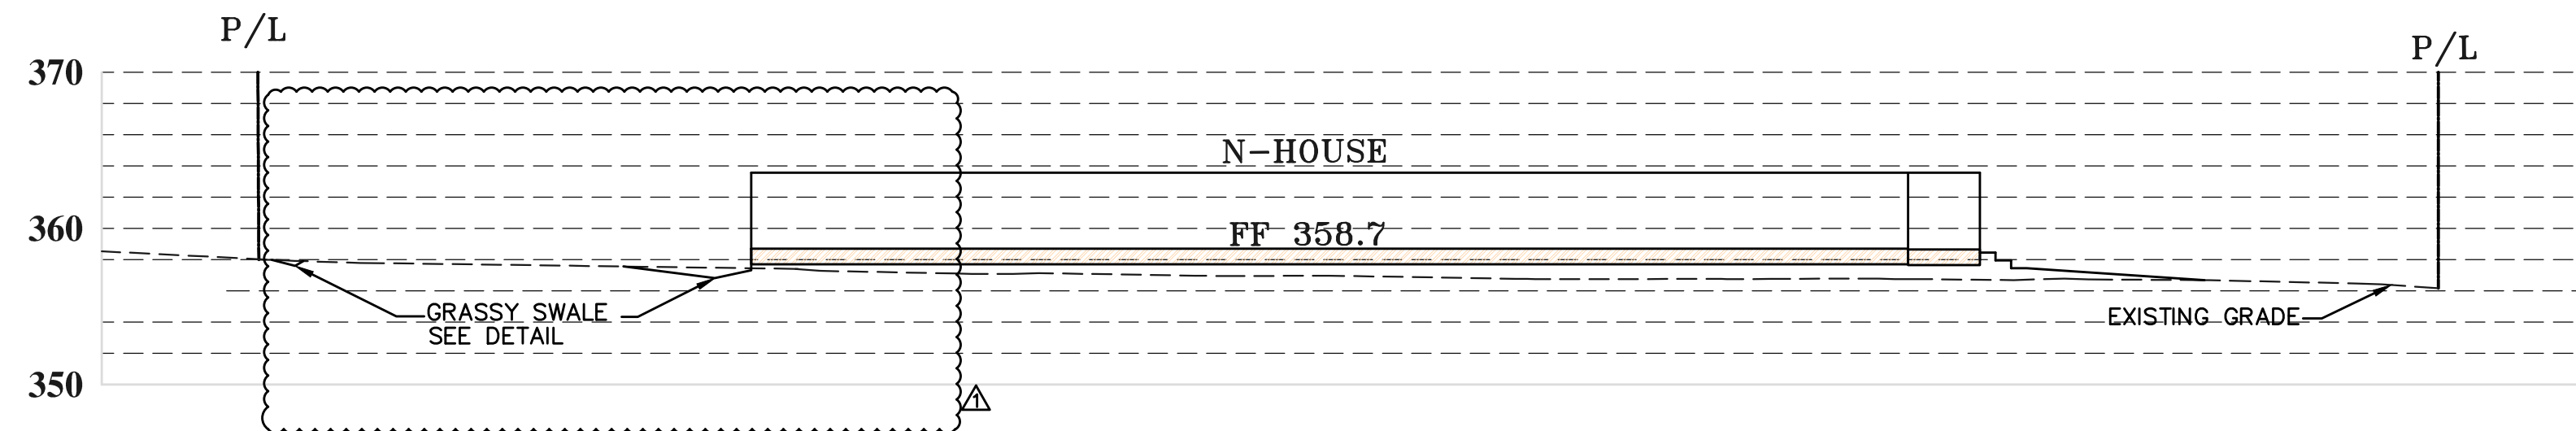 P/L
P/L
370
N-HOUSE
360
FF 358.7
GRASSY SWALE
SEE DETAIL
EXISTING GRADE
350
1